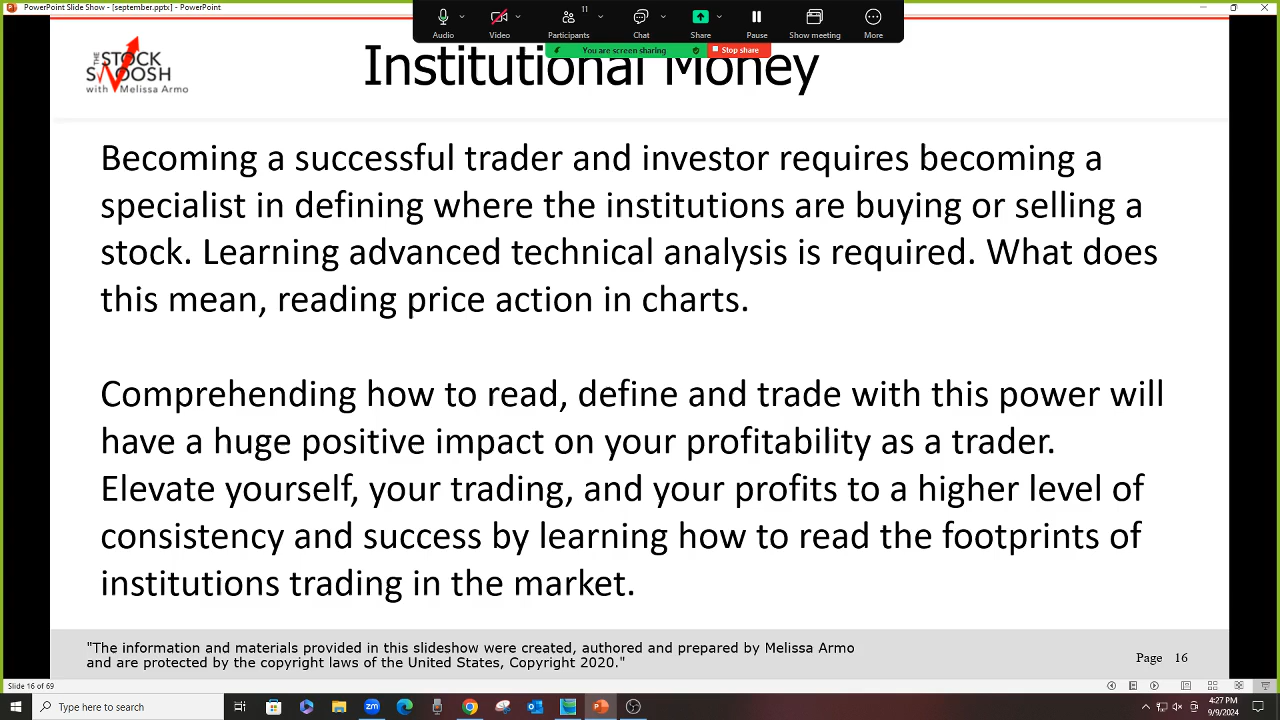 PowerPoint Slide Show - [september.pptx] - PowerPoint
11
Audio Video Participants Chat Share Pause Show meeting More
You are screen sharing Stop share
THE STOCK SWOOSH
with Melissa Armo
Institutional Money
Becoming a successful trader and investor requires becoming a
specialist in defining where the institutions are buying or selling a
stock. Learning advanced technical analysis is required. What does
this mean, reading price action in charts.
Comprehending how to read, define and trade with this power will
have a huge positive impact on your profitability as a trader.
Elevate yourself, your trading, and your profits to a higher level of
consistency and success by learning how to read the footprints of
institutions trading in the market.
"The information and materials provided in this slideshow were created, authored and prepared by Melissa Armo
and are protected by the copyright laws of the United States, Copyright 2020."
Page 16
Slide 16 of 69
Type here to search
zm
4:27 PM
9/9/2024